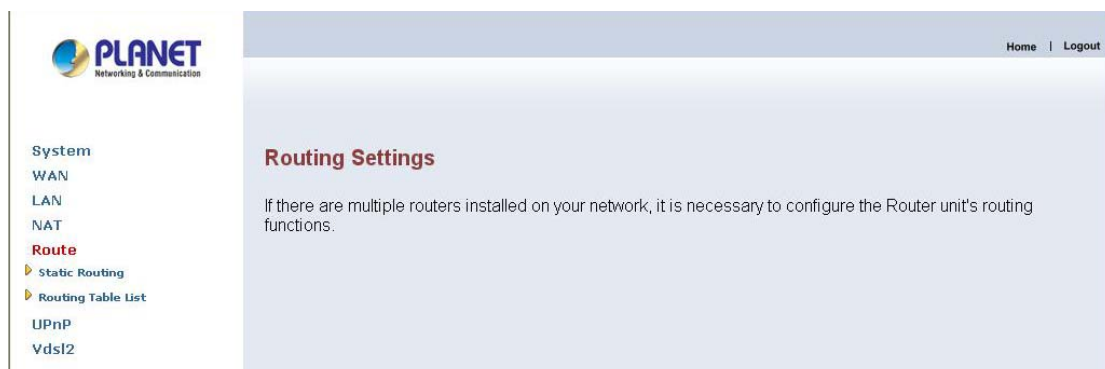 PLANET
Networking & Communication
Home | Logout
System
WAN
LAN
NAT
Route
Static Routing
Routing Table List
UPnP
Vdsl2
Routing Settings
If there are multiple routers installed on your network, it is necessary to configure the Router unit's routing
functions.